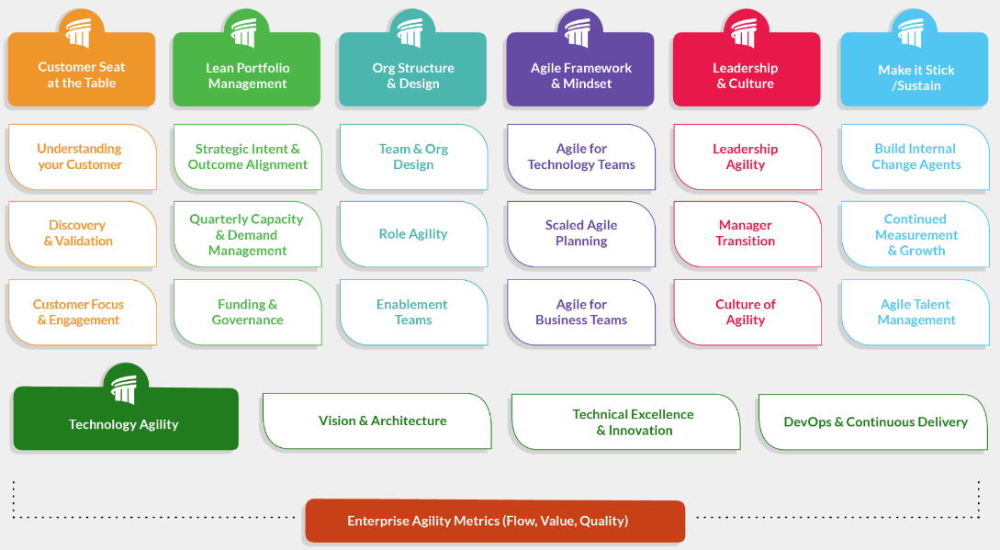 Customer Seat
at the Table
Lean Portfolio
Management
Org Structure
& Design
Agile Framework
& Mindset
Leadership
& Culture
Make it Stick
/Sustain
Understanding
your Customer
Strategic Intent &
Outcome Alignment
Team & Org
Design
Agile for
Technology Teams
Leadership
Agility
Build Internal
Change Agents
Discovery
& Validation
Quarterly Capacity
& Demand
Management
Role Agility
Scaled Agile
Planning
Manager
Transition
Continued
Measurement
& Growth
Customer Focus
& Engagement
Funding &
Governance
Enablement
Teams
Agile for
Business Teams
Culture of
Agility
Agile Talent
Management
Technology Agility
Vision & Architecture
Technical Excellence
& Innovation
DevOps & Continuous Delivery
Enterprise Agility Metrics (Flow, Value, Quality)